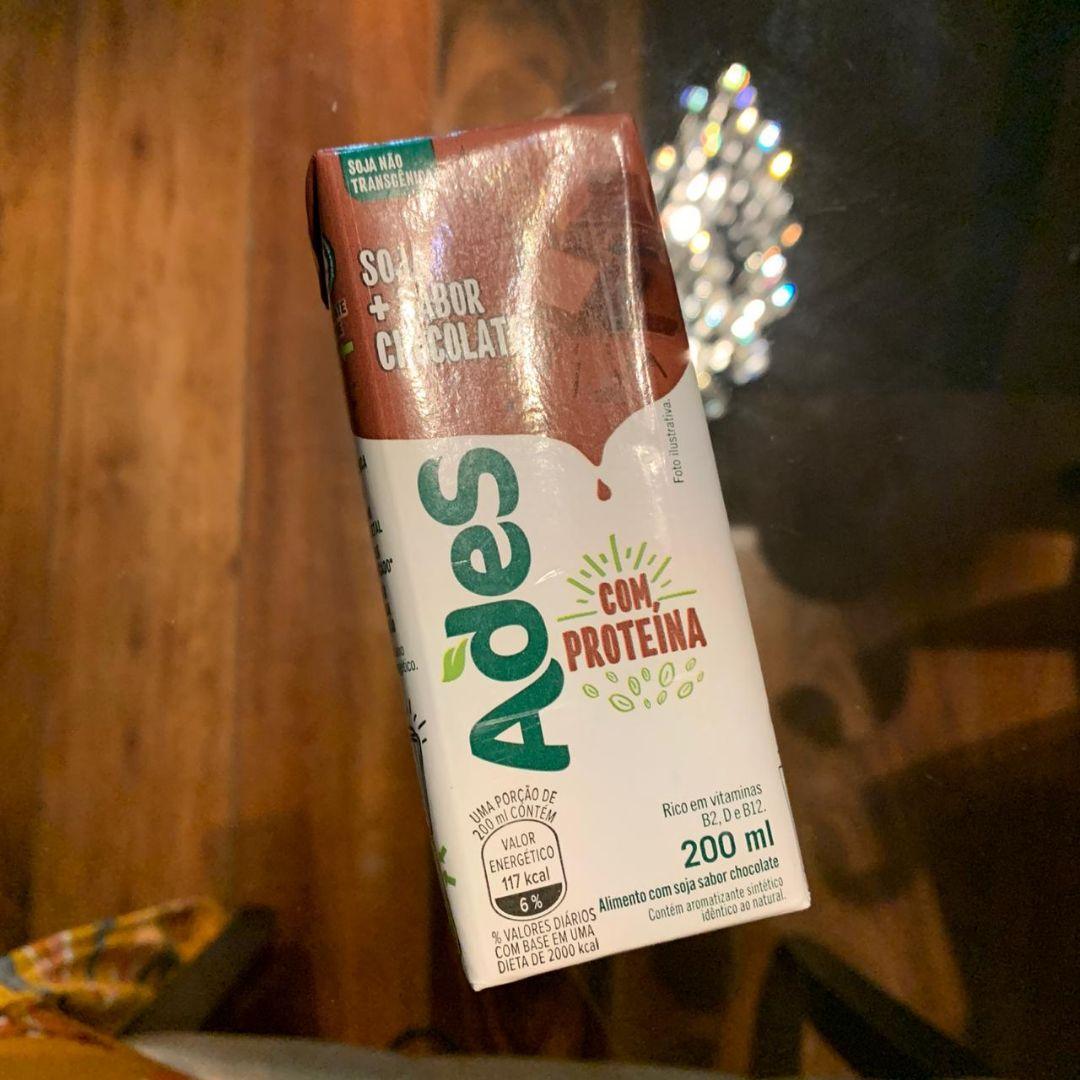 SOJA NÃO
TRANSGÊNICA
SOJA
+ SABOR
CHOCOLATE
Foto ilustrativa.
AdeS
COM
PROTEÍNA
UMA PORÇÃO DE
200 ml CONTÉM
VALOR
ENERGÉTICO
117 kcal
6 %
% VALORES DIÁRIOS
COM BASE EM UMA
DIETA DE 2000 kcal
Rico em vitaminas
B2, D e B12.
200 ml
Alimento com soja sabor chocolate
Contém aromatizante sintético
idêntico ao natural.